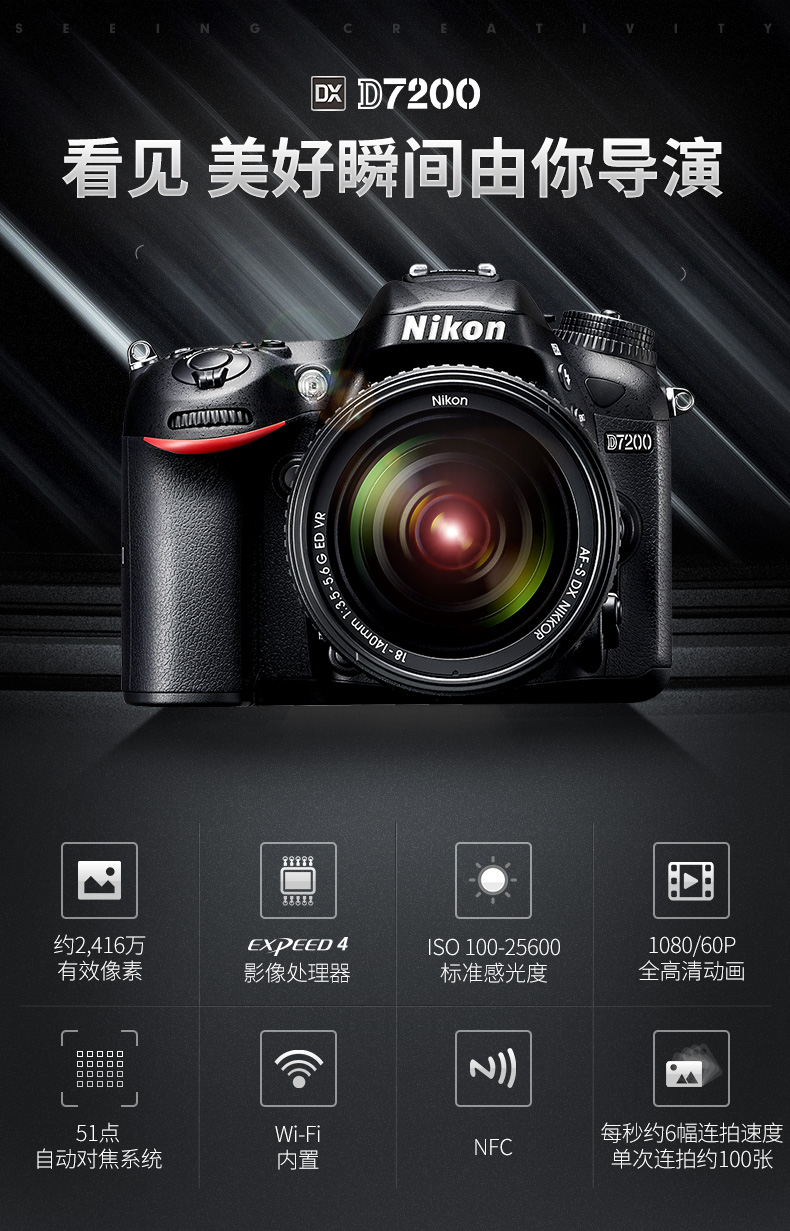 SEEING CREATIVITY
DX D7200
看见 美好瞬间由你导演
Nikon
Nikon
D7200
18-140mm 1:3.5-5.6G ED VR
AF-S DX NIKKOR
约2,416万
有效像素
EXPEED 4
影像处理器
ISO 100-25600
标准感光度
1080/60P
全高清动画
51点
自动对焦系统
Wi-Fi
内置
NFC
每秒约6幅连拍速度
单次连拍约100张